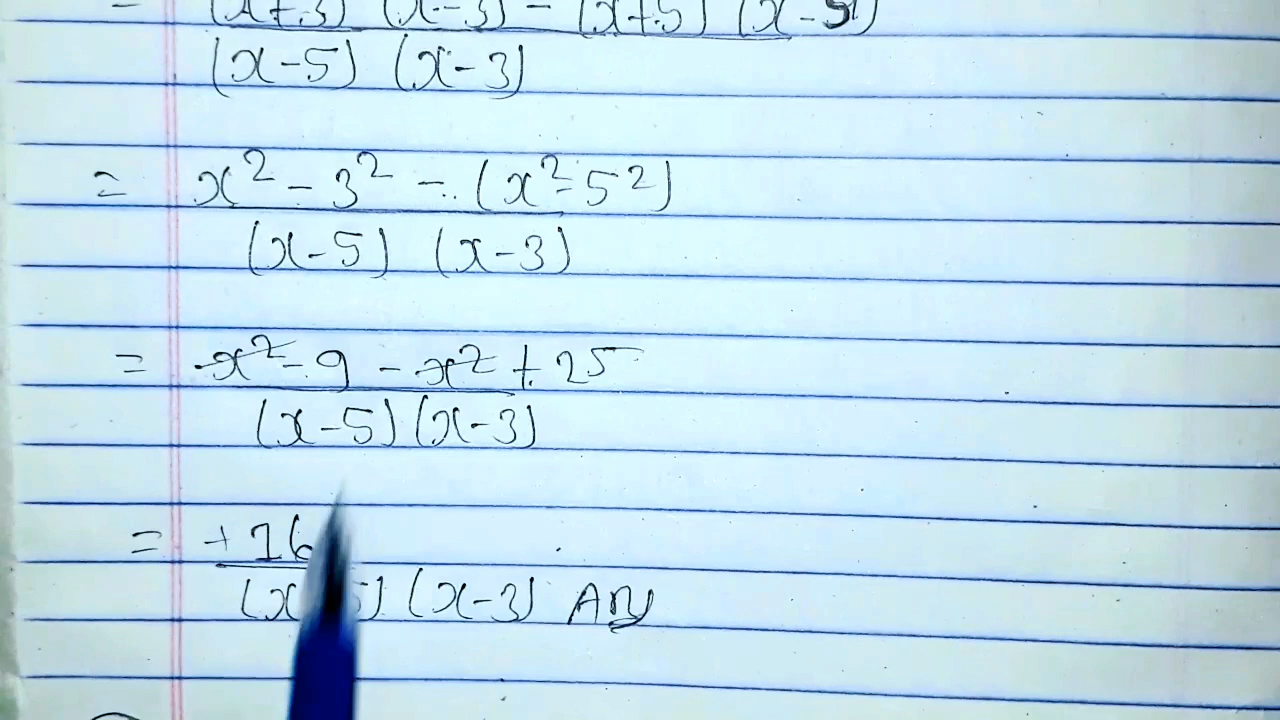 = (x+3) (x-3) - (x+5) (x-5)
(x-5) (x-3)
= x² - 3² - (x² - 5²)
(x-5) (x-3)
= x² - 9 - x² + 25
(x-5) (x-3)
= +16
(x 5) (x-3) Ans